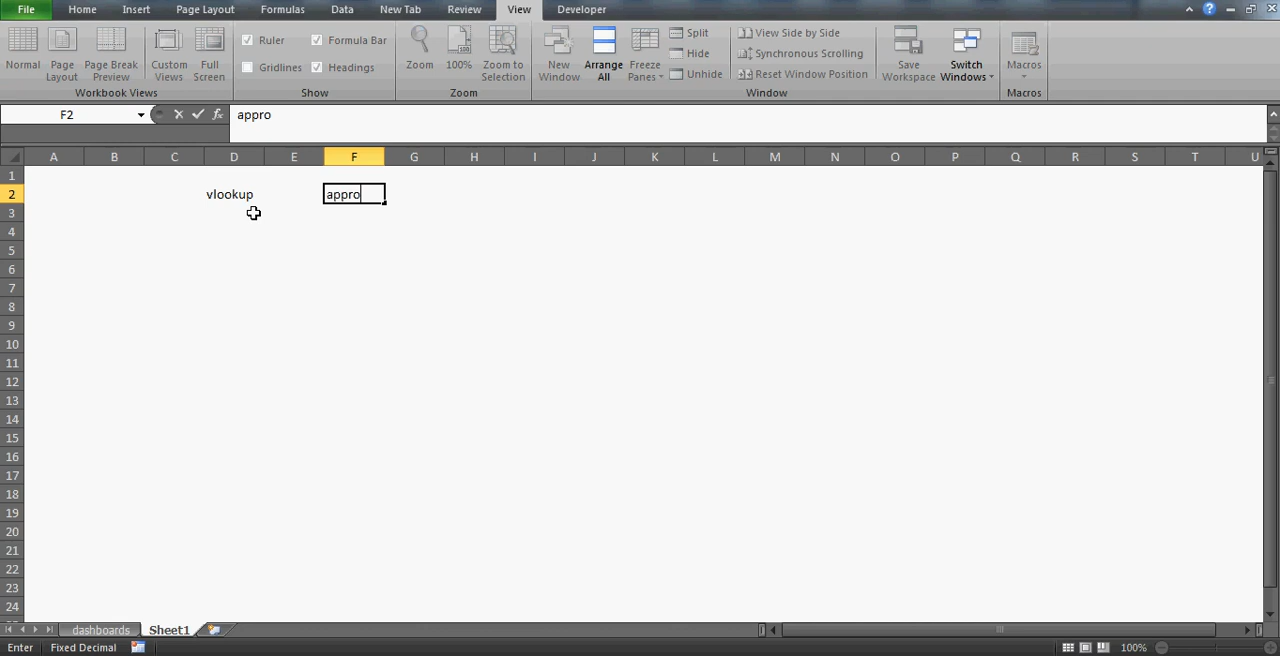 File Home Insert Page Layout Formulas Data New Tab Review View Developer
Normal Page Layout Page Break Preview Custom Views Full Screen
Workbook Views
Ruler Formula Bar
Gridlines Headings
Show
Zoom 100% Zoom to Selection
Zoom
New Window Arrange All Freeze Panes
Split
Hide
Unhide
View Side by Side
Synchronous Scrolling
Reset Window Position
Save Workspace Switch Windows
Window
Macros
Macros
F2 fx appro
A B C D E F G H I J K L M N O P Q R S T U
1
2 vlookup appro
3
4
5
6
7
8
9
10
11
12
13
14
15
16
17
18
19
20
21
22
23
24
dashboards Sheet1
Enter Fixed Decimal 100%